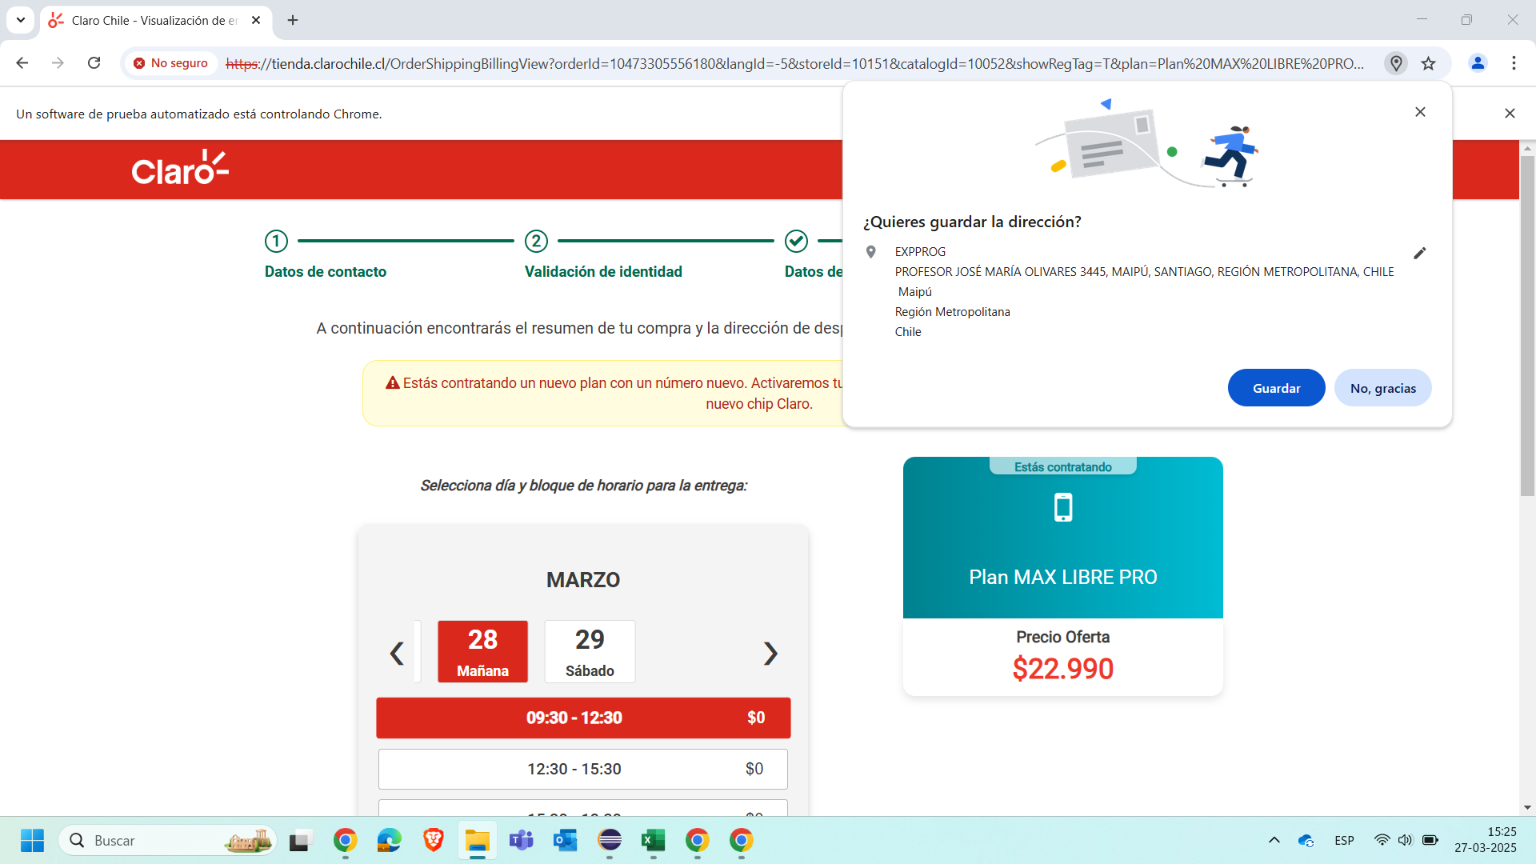 Claro Chile - Visualización de e
No seguro
https://tienda.clarochile.cl/OrderShippingBillingView?orderId=10473305556180&langId=-5&storeId=10151&catalogId=10052&showRegTag=T&plan=Plan%20MAX%20LIBRE%20PRO...
Un software de prueba automatizado está controlando Chrome.
Claro
¿Quieres guardar la dirección?
EXPPROG
PROFESOR JOSÉ MARÍA OLIVARES 3445, MAIPÚ, SANTIAGO, REGIÓN METROPOLITANA, CHILE
Maipú
Región Metropolitana
Chile
Guardar
No, gracias
1
2
Datos de contacto
Validación de identidad
Datos de
A continuación encontrarás el resumen de tu compra y la dirección de desp
Estás contratando un nuevo plan con un número nuevo. Activaremos tu
nuevo chip Claro.
Selecciona día y bloque de horario para la entrega:
MARZO
28
Mañana
29
Sábado
09:30 - 12:30 $0
12:30 - 15:30 $0
Estás contratando
Plan MAX LIBRE PRO
Precio Oferta
$22.990
Buscar
ESP
15:25
27-03-2025